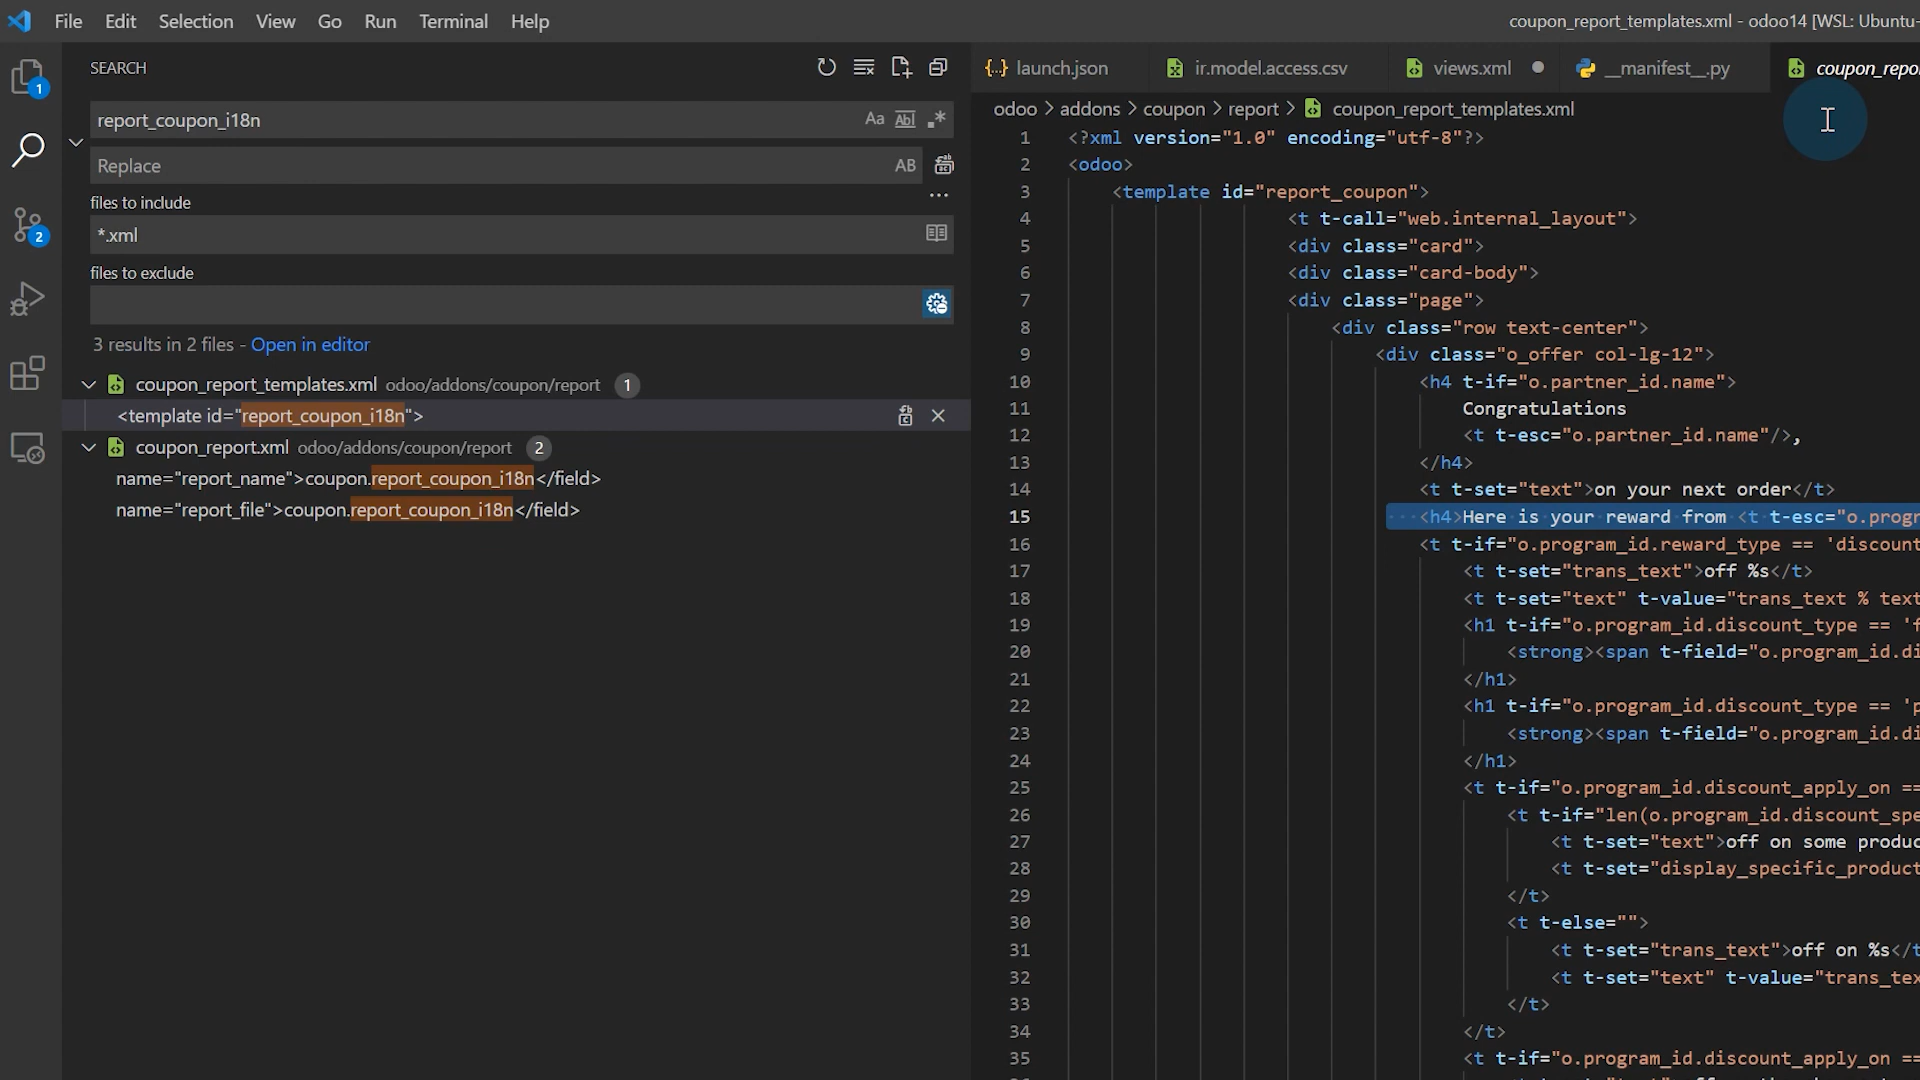 File Edit Selection View Go Run Terminal Help
coupon_report_templates.xml - odoo14 [WSL: Ubuntu-
SEARCH
1
2
report_coupon_i18n
Aa Abl .*
Replace
AB
files to include
*.xml
files to exclude
3 results in 2 files - Open in editor
coupon_report_templates.xml odoo/addons/coupon/report 1
<template id="report_coupon_i18n">
coupon_report.xml odoo/addons/coupon/report 2
name="report_name">coupon.report_coupon_i18n</field>
name="report_file">coupon.report_coupon_i18n</field>
launch.json ir.model.access.csv views.xml __manifest__.py coupon_repo
odoo > addons > coupon > report > coupon_report_templates.xml
1 <?xml version="1.0" encoding="utf-8"?>
2 <odoo>
3 <template id="report_coupon">
4 <t t-call="web.internal_layout">
5 <div class="card">
6 <div class="card-body">
7 <div class="page">
8 <div class="row text-center">
9 <div class="o_offer col-lg-12">
10 <h4 t-if="o.partner_id.name">
11 Congratulations
12 <t t-esc="o.partner_id.name"/>,
13 </h4>
14 <t t-set="text">on your next order</t>
15 <h4>Here is your reward from <t t-esc="o.progr
16 <t t-if="o.program_id.reward_type == 'discount
17 <t t-set="trans_text">off %s</t>
18 <t t-set="text" t-value="trans_text % text
19 <h1 t-if="o.program_id.discount_type == 'f
20 <strong><span t-field="o.program_id.di
21 </h1>
22 <h1 t-if="o.program_id.discount_type == 'p
23 <strong><span t-field="o.program_id.di
24 </h1>
25 <t t-if="o.program_id.discount_apply_on ==
26 <t t-if="len(o.program_id.discount_spe
27 <t t-set="text">off on some produc
28 <t t-set="display_specific_product
29 </t>
30 <t t-else="">
31 <t t-set="trans_text">off on %s</t
32 <t t-set="text" t-value="trans_tex
33 </t>
34 </t>
35 <t t-if="o.program_id.discount_apply_on ==